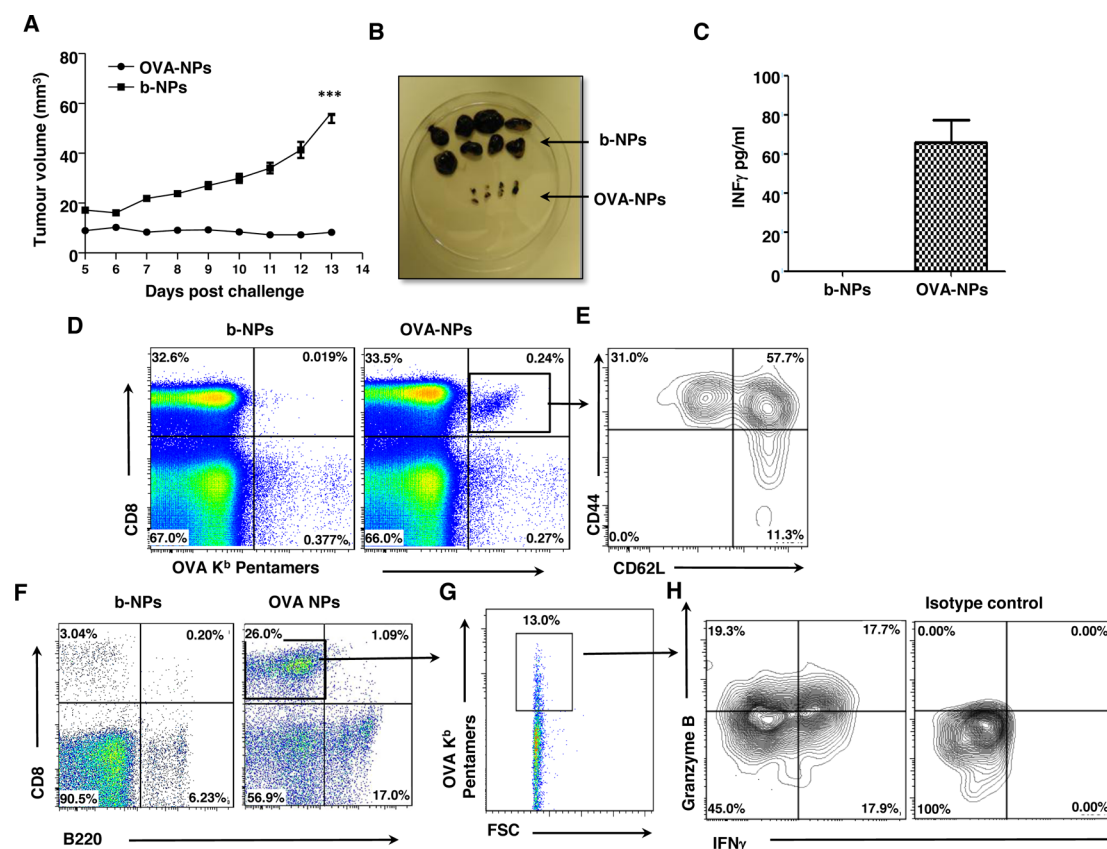 A
B
C
80
60
40
20
0
Tumour volume (mm³)
OVA-NPs
b-NPs
***
5 6 7 8 9 10 11 12 13 14
Days post challenge
b-NPs
OVA-NPs
100
80
60
40
20
0
INFγ pg/ml
b-NPs OVA-NPs
D
b-NPs OVA-NPs
32.6% 0.019%
67.0% 0.377%
33.5% 0.24%
66.0% 0.27%
CD8
OVA Kᵇ Pentamers
E
31.0% 57.7%
0.0% 11.3%
CD44
CD62L
F
b-NPs OVA NPs
3.04% 0.20%
90.5% 6.23%
26.0% 1.09%
56.9% 17.0%
CD8
B220
G
13.0%
OVA Kᵇ
Pentamers
FSC
H
Isotype control
19.3% 17.7%
45.0% 17.9%
0.00% 0.00%
100% 0.00%
Granzyme B
IFNγ